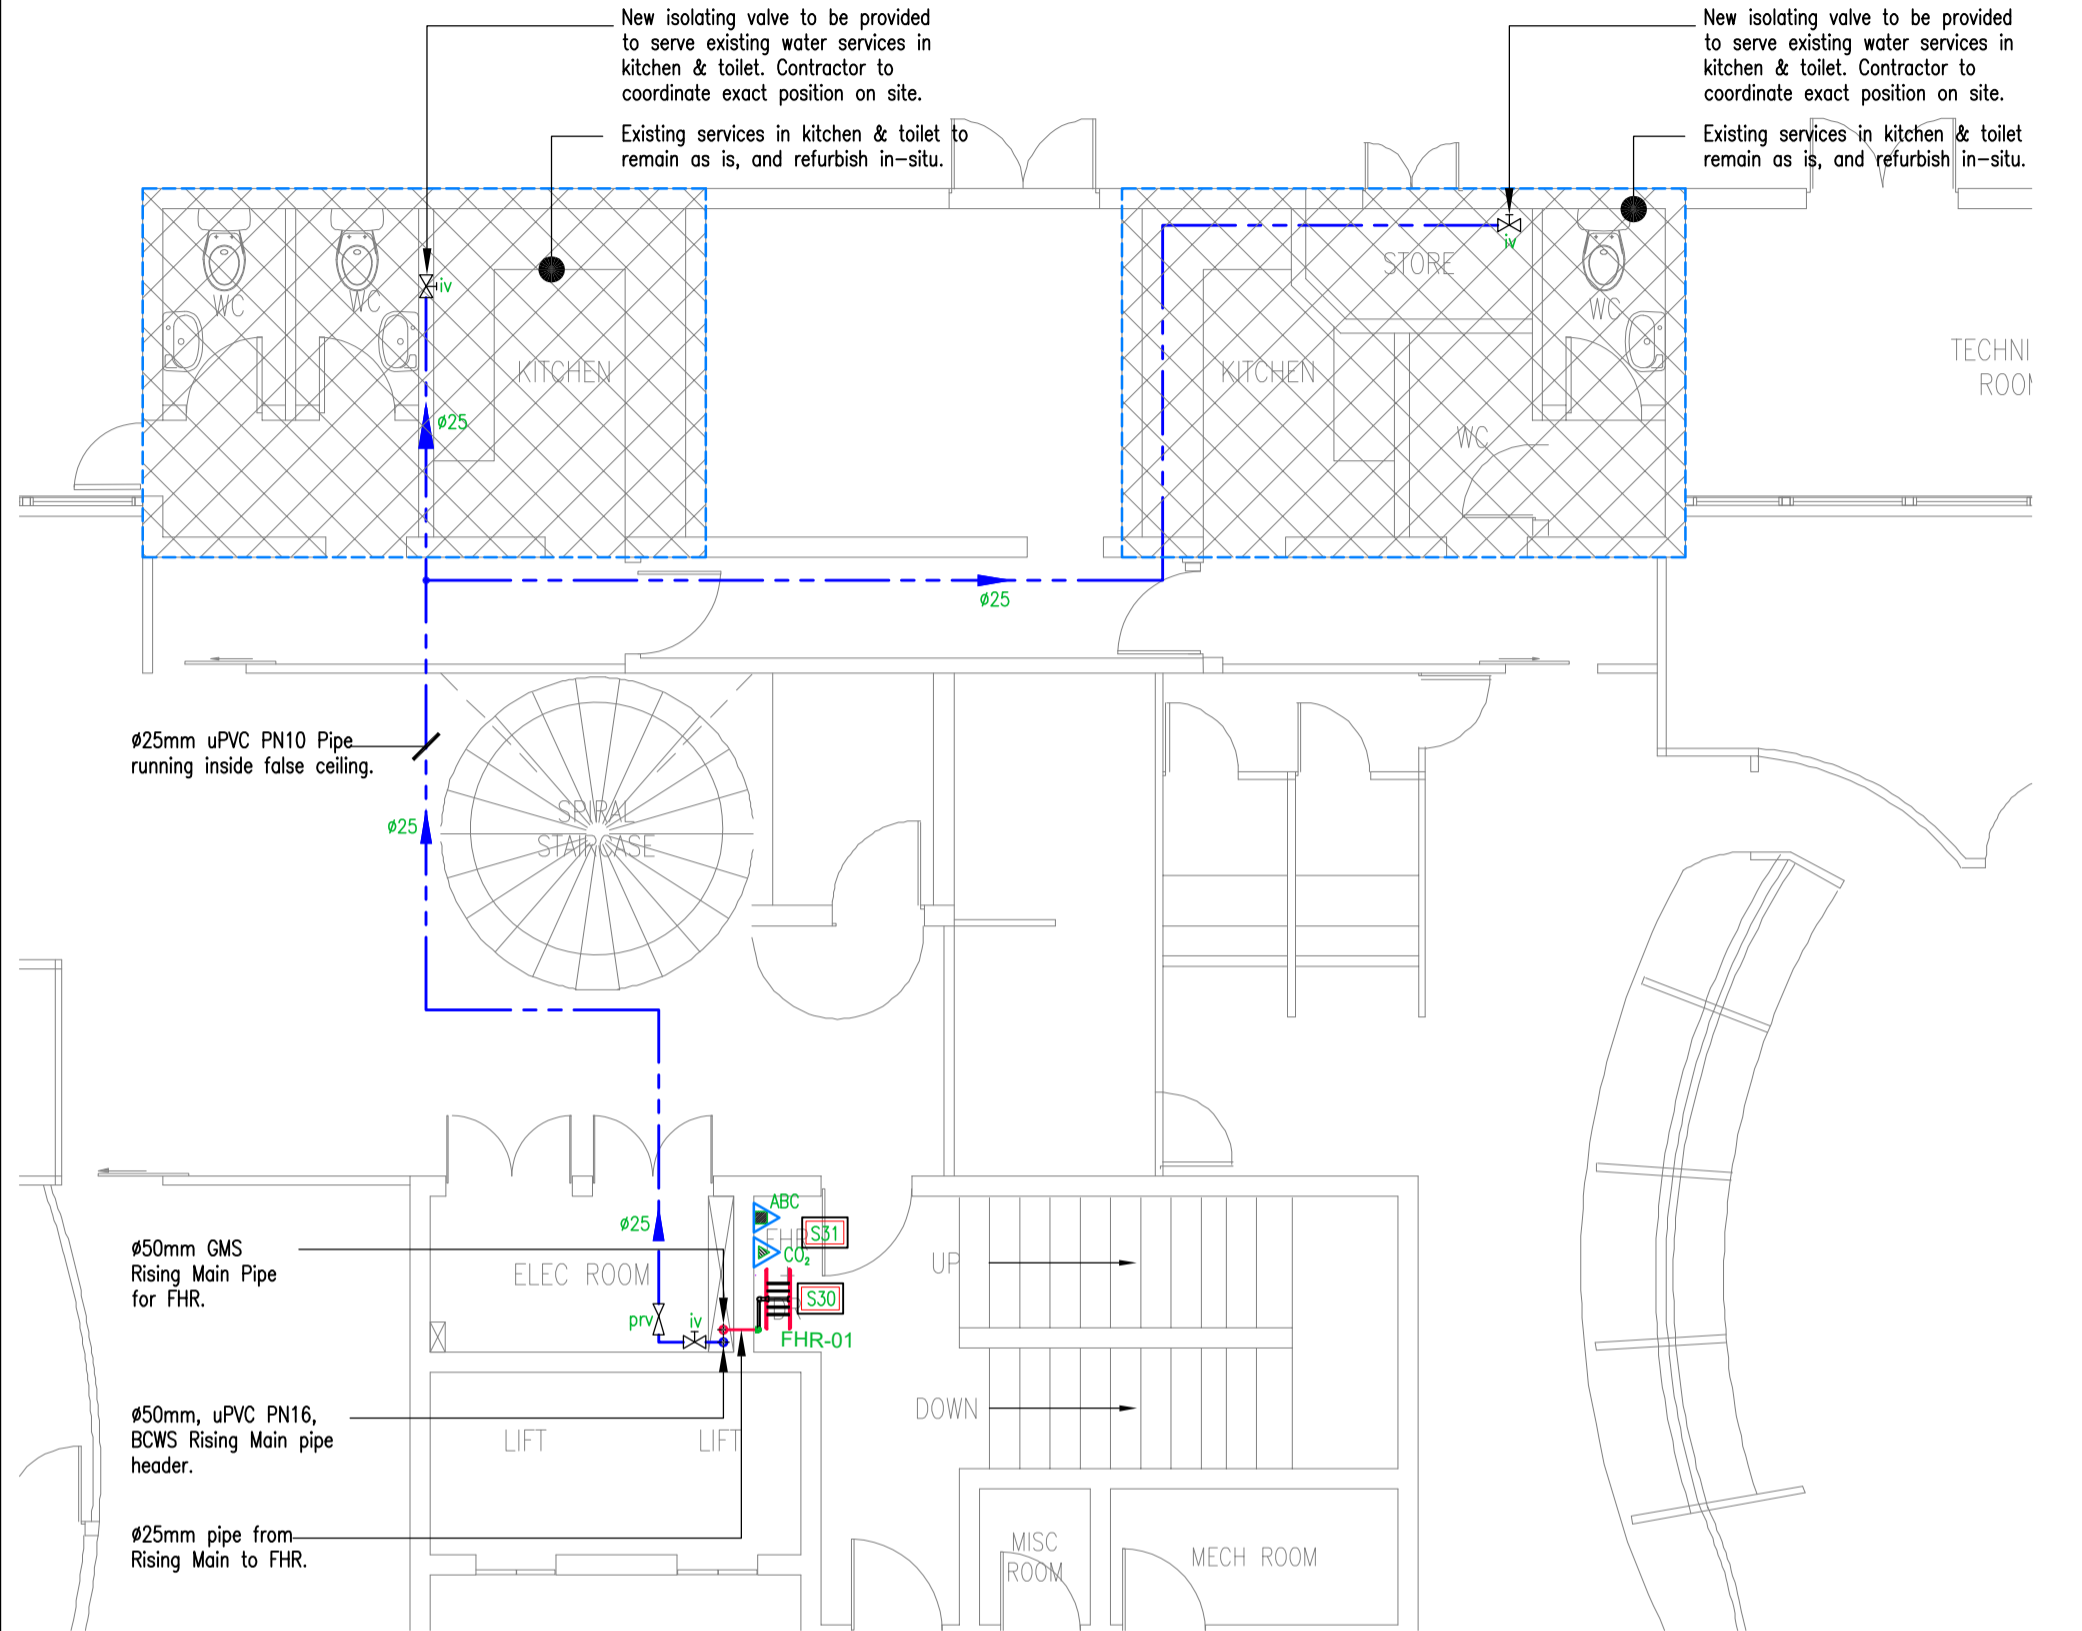 New isolating valve to be provided
to serve existing water services in
kitchen & toilet. Contractor to
coordinate exact position on site.
Existing services in kitchen & toilet to
remain as is, and refurbish in-situ.
New isolating valve to be provided
to serve existing water services in
kitchen & toilet. Contractor to
coordinate exact position on site.
Existing services in kitchen & toilet
remain as is, and refurbish in-situ.
iv
STORE
iv
WC
WC
WC
KITCHEN
KITCHEN
TECHNI
ROOM
ø25
WC
ø25
ø25mm uPVC PN10 Pipe
running inside false ceiling.
SPIRAL
STAIRCASE
ø25
ABC
ø25
S31
FHR
CO₂
ø50mm GMS
Rising Main Pipe
for FHR.
ELEC ROOM
UP
S30
prv
iv
FHR-01
ø50mm, uPVC PN16,
BCWS Rising Main pipe
header.
DOWN
LIFT
LIFT
ø25mm pipe from
Rising Main to FHR.
MISC
ROOM
MECH ROOM